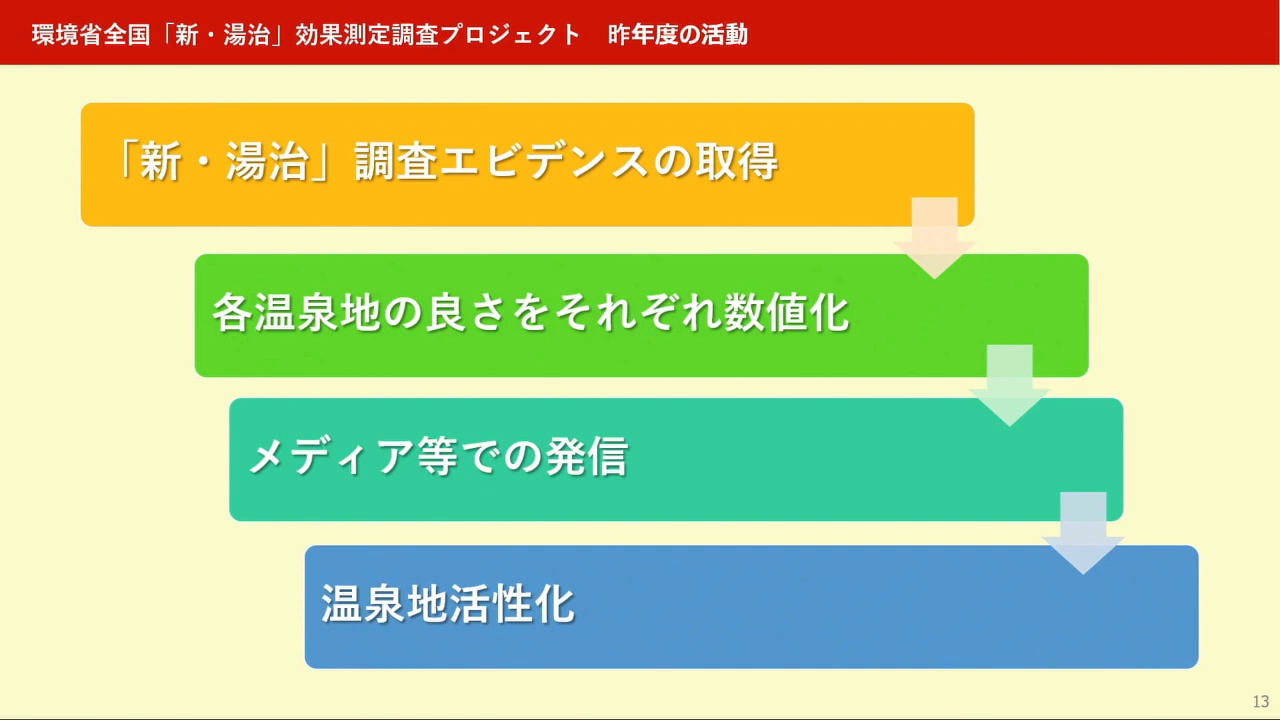 環境省全国「新・湯治」効果測定調査プロジェクト　昨年度の活動
「新・湯治」調査エビデンスの取得
各温泉地の良さをそれぞれ数値化
メディア等での発信
温泉地活性化
13